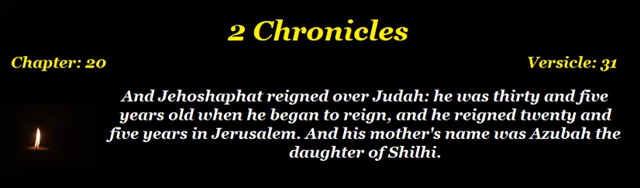 2 Chronicles
Chapter: 20
Versicle: 31
And Jehoshaphat reigned over Judah: he was thirty and five
years old when he began to reign, and he reigned twenty and
five years in Jerusalem. And his mother's name was Azubah the
daughter of Shilhi.